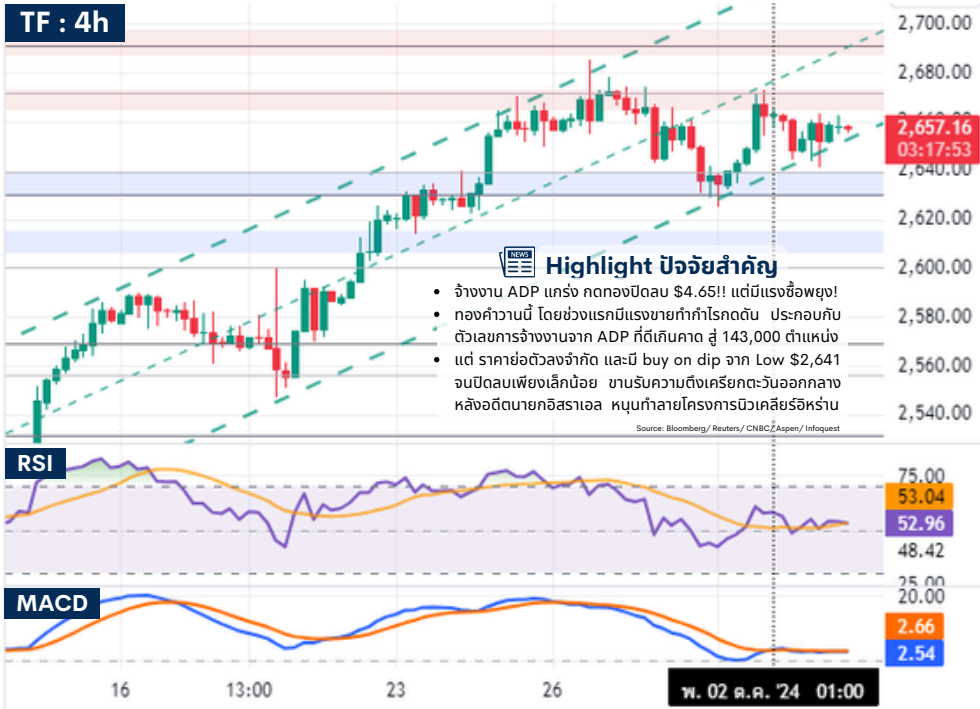 TF : 4h
2,700.00
2,680.00
2,657.16
03:17:53
2,640.00
2,620.00
2,600.00
2,580.00
2,560.00
2,540.00
NEWS
Highlight ปัจจัยสำคัญ
• จ้างงาน ADP แกร่ง กดทองปิดลบ $4.65!! แต่มีแรงซื้อพยุง!
• ทองคำวานนี้ โดยช่วงแรกมีแรงขายทำกำไรกดดัน ประกอบกับ
ตัวเลขการจ้างงานจาก ADP ที่ดีเกินคาด สู่ 143,000 ตำแหน่ง
• แต่ ราคาย่อตัวลงจำกัด และมี buy on dip จาก Low $2,641
จนปิดลบเพียงเล็กน้อย ขานรับความตึงเครียดตะวันออกกลาง
หลังอดีตนายกอิสราเอล หนุนทำลายโครงการนิวเคลียร์อิหร่าน
Source: Bloomberg/ Reuters/ CNBC/ Aspen/ Infoquest
RSI
75.00
53.04
52.96
48.42
25.00
MACD
20.00
2.66
2.54
16
13:00
23
26
พ. 02 ต.ค. '24 01:00